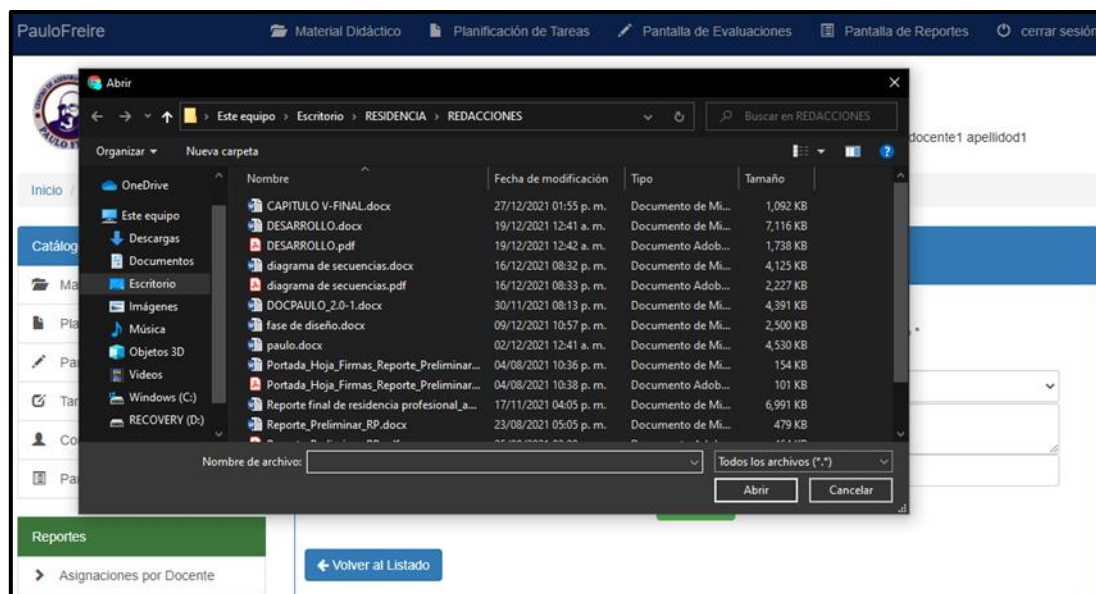 PauloFreire Material Didáctico Planificación de Tareas Pantalla de Evaluaciones Pantalla de Reportes cerrar sesión
Abrir
Este equipo > Escritorio > RESIDENCIA > REDACCIONES Buscar en REDACCIONES
docente1 apellidod1
Organizar Nueva carpeta
Nombre Fecha de modificación Tipo Tamaño
OneDrive
Este equipo
Descargas
Documentos
Escritorio
Imágenes
Música
Objetos 3D
Videos
Windows (C:)
RECOVERY (D:)
CAPITULO V-FINAL.docx 27/12/2021 01:55 p. m. Documento de Mi... 1,092 KB
DESARROLLO.docx 19/12/2021 12:41 a. m. Documento de Mi... 7,116 KB
DESARROLLO.pdf 19/12/2021 12:42 a. m. Documento Adob... 1,738 KB
diagrama de secuencias.docx 16/12/2021 08:32 p. m. Documento de Mi... 4,125 KB
diagrama de secuencias.pdf 16/12/2021 08:33 p. m. Documento Adob... 2,227 KB
DOCPAULO_2.0-1.docx 30/11/2021 08:13 p. m. Documento de Mi... 4,391 KB
fase de diseño.docx 09/12/2021 10:57 p. m. Documento de Mi... 2,500 KB
paulo.docx 02/12/2021 12:41 a. m. Documento de Mi... 4,530 KB
Portada_Hoja_Firmas_Reporte_Preliminar... 04/08/2021 10:36 p. m. Documento de Mi... 154 KB
Portada_Hoja_Firmas_Reporte_Preliminar... 04/08/2021 10:38 p. m. Documento Adob... 101 KB
Reporte final de residencia profesional_a... 17/11/2021 04:05 p. m. Documento de Mi... 6,991 KB
Reporte_Preliminar_RP.docx 23/08/2021 05:05 p. m. Documento de Mi... 479 KB
Nombre de archivo: Todos los archivos (*.*)
Abrir Cancelar
Inicio /
Catálog
Ma
Pla
Pa
Tar
Co
Pa
Reportes
Asignaciones por Docente
Volver al Listado